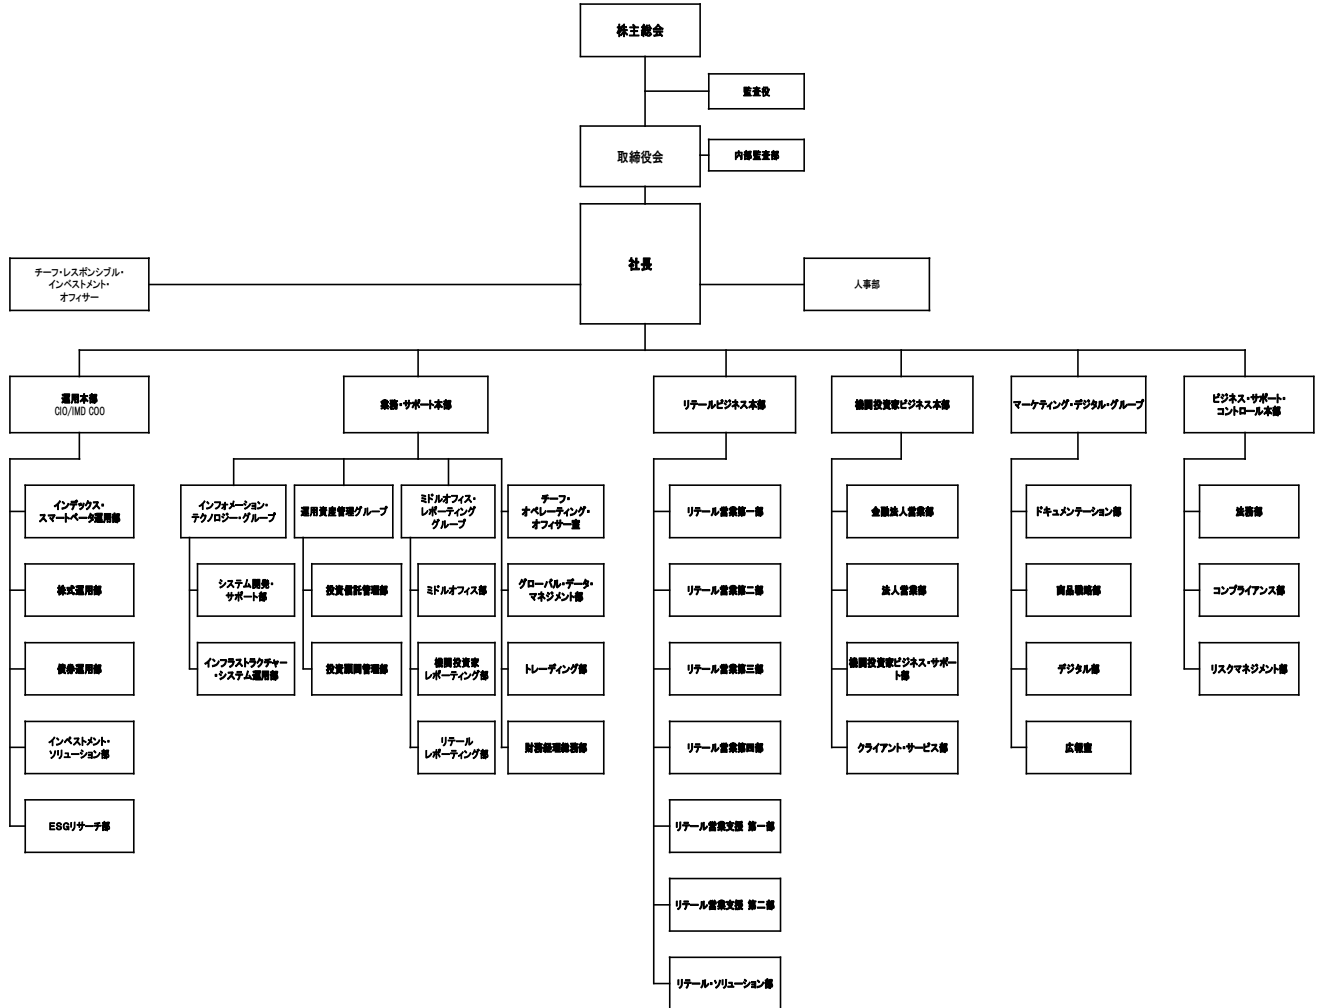 株主総会
監査役
取締役会
内部監査部
社長
チーフ・レスポンシブル・
インベストメント・
オフィサー
人事部
運用本部
CIO/IMD COO
業務・サポート本部
リテールビジネス本部
機関投資家ビジネス本部
マーケティング・デジタル・グループ
ビジネス・サポート・
コントロール本部
インデックス・
スマートベータ運用部
株式運用部
債券運用部
インベストメント・
ソリューション部
ESGリサーチ部
インフォメーション・
テクノロジー・グループ
システム開発・
サポート部
インフラストラクチャー
・システム運用部
運用資産管理グループ
投資信託管理部
投資顧問管理部
ミドルオフィス・
レポーティング
グループ
ミドルオフィス部
機関投資家
レポーティング部
リテール
レポーティング部
チーフ・
オペレーティング・
オフィサー室
グローバル・データ・
マネジメント部
トレーディング部
財務経理総務部
リテール営業第一部
リテール営業第二部
リテール営業第三部
リテール営業第四部
リテール営業支援 第一部
リテール営業支援 第二部
リテール・ソリューション部
金融法人営業部
法人営業部
機関投資家ビジネス・サポー
ト部
クライアント・サービス部
ドキュメンテーション部
商品戦略部
デジタル部
広報室
法務部
コンプライアンス部
リスクマネジメント部